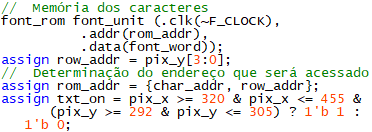 //  Memória dos caracteres
font_rom font_unit (.clk(~F_CLOCK),
.addr(rom_addr),
.data(font_word));
assign row_addr = pix_y[3:0];
//  Determinação do endereço que será acessado
assign rom_addr = {char_addr, row_addr};
assign txt_on = pix_x >= 320 & pix_x <= 455 &
(pix_y >= 292 & pix_y <= 305) ? 1'b 1 :
1'b 0;